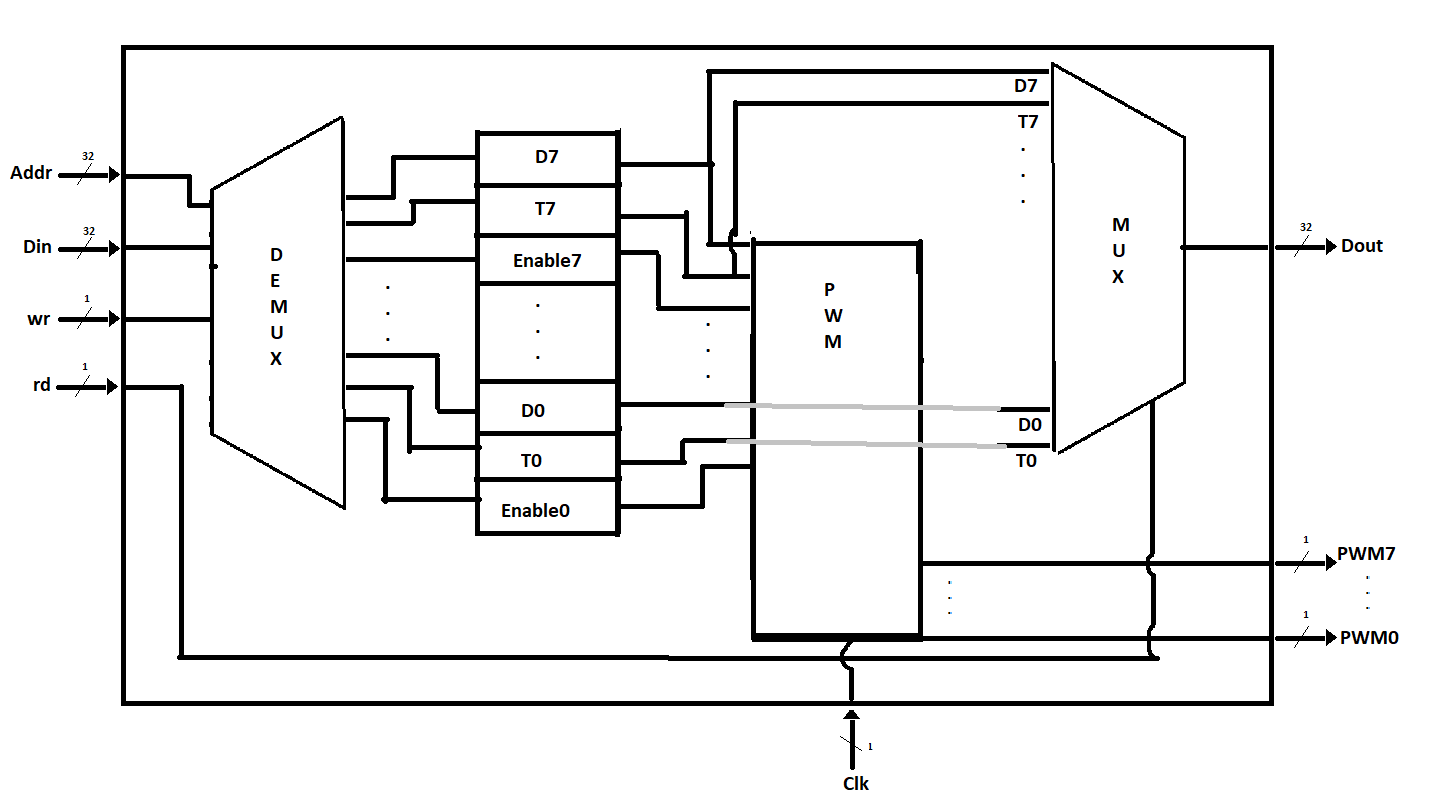 Addr
32
Din
32
wr
1
rd
1
D
E
M
U
X
D7
T7
Enable7
.
.
.
D0
T0
Enable0
P
W
M
D7
T7
.
.
.
D0
T0
M
U
X
32
Dout
1
PWM7
.
.
.
1
PWM0
1
Clk